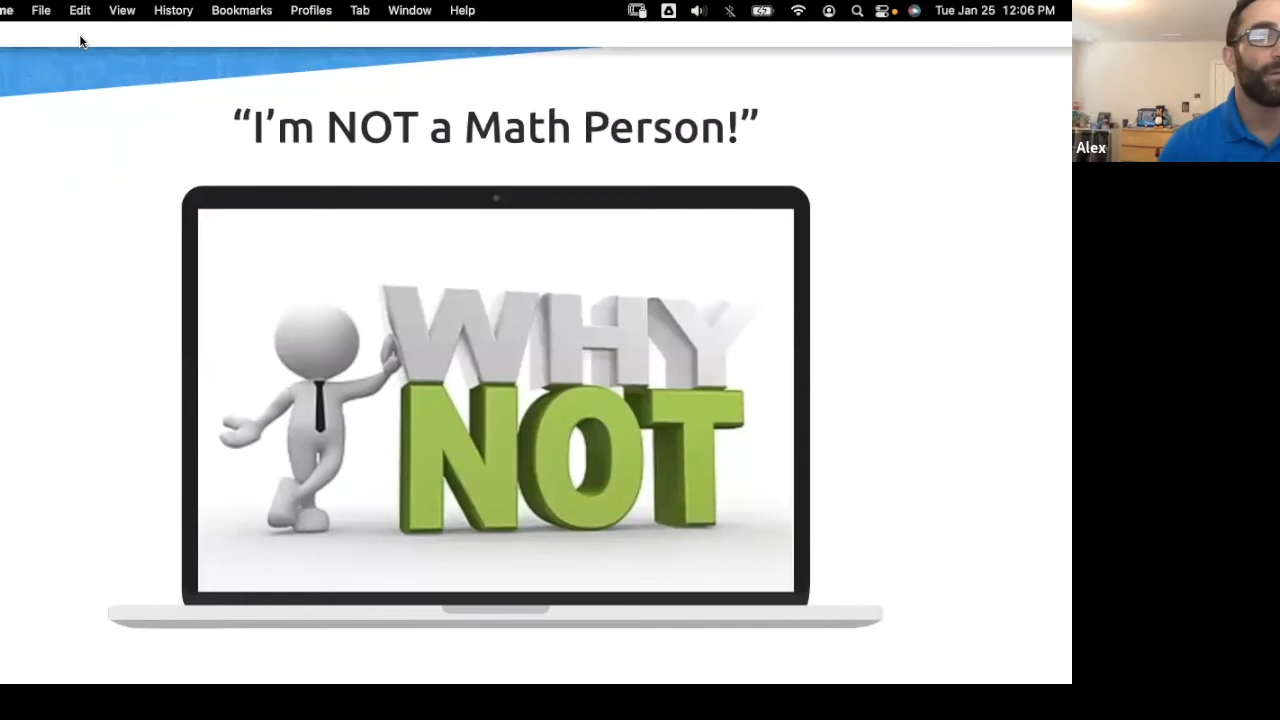 File Edit View History Bookmarks Profiles Tab Window Help Tue Jan 25 12:06 PM
“I’m NOT a Math Person!”
WHY
NOT
Alex